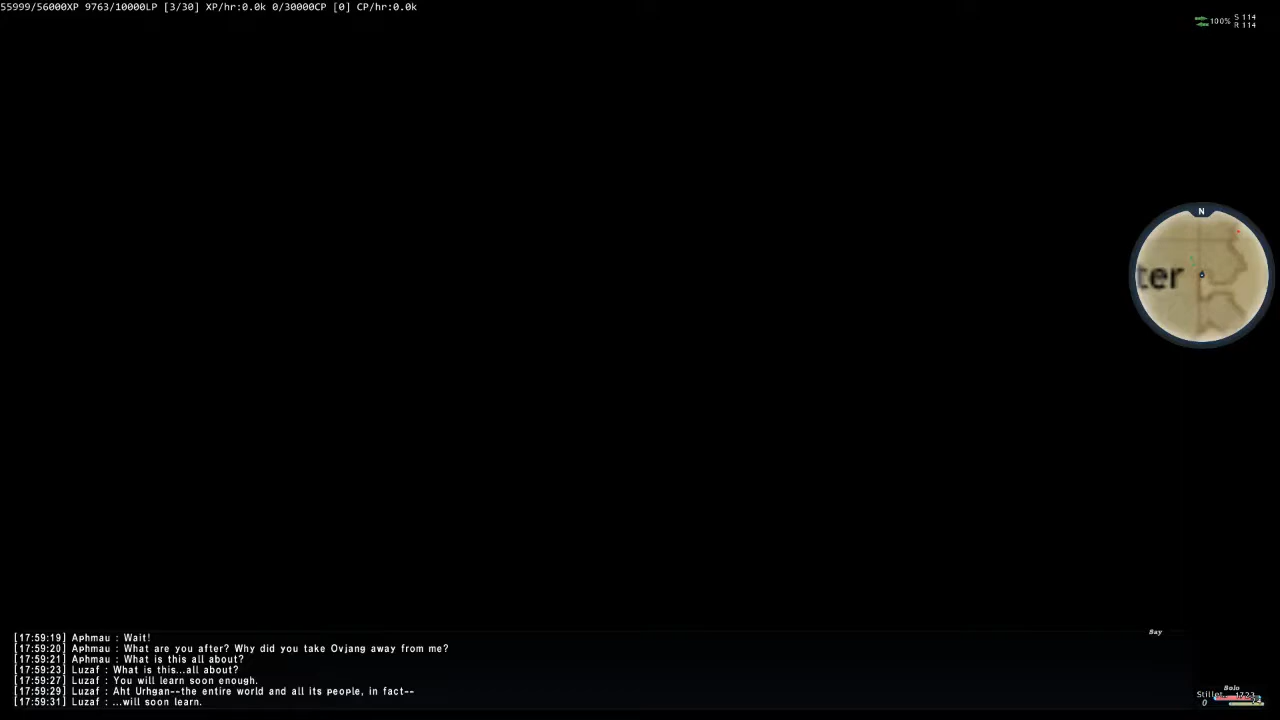 55999/56000XP 9763/10000LP [3/30] XP/hr:0.0k 0/30000CP [0] CP/hr:0.0k
100% S 114
R 114
N
ter
[17:59:19] Aphmau : Wait!
[17:59:20] Aphmau : What are you after? Why did you take Ovjang away from me?
[17:59:21] Aphmau : What is this all about?
[17:59:23] Luzaf : What is this...all about?
[17:59:27] Luzaf : You will learn soon enough.
[17:59:29] Luzaf : Aht Urhgan--the entire world and all its people, in fact--
[17:59:31] Luzaf : ...will soon learn.
Say
Solo
0